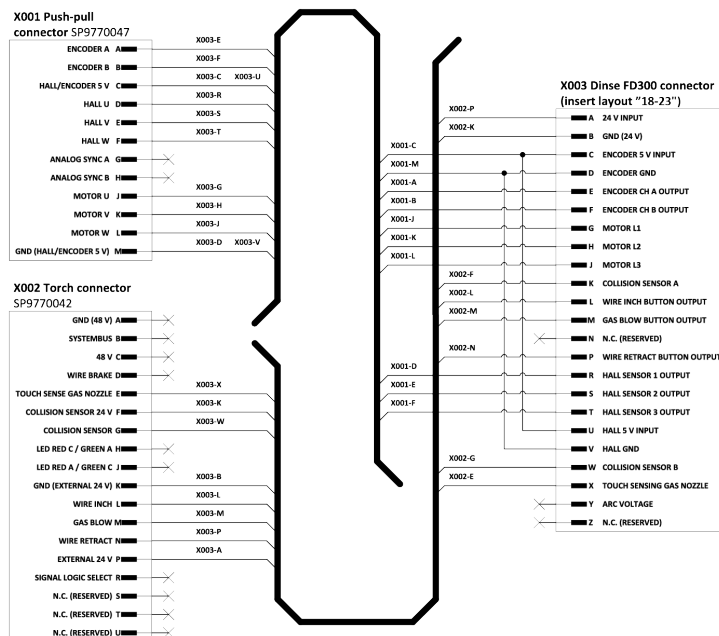 X001 Push-pull
connector SP9770047
ENCODER A A
X003-E
ENCODER B B
X003-F
HALL/ENCODER 5 V C
X003-C X003-U
HALL U D
X003-R
HALL V E
X003-S
HALL W F
X003-T
ANALOG SYNC A G
ANALOG SYNC B H
MOTOR U J
X003-G
MOTOR V K
X003-H
MOTOR W L
X003-J
GND (HALL/ENCODER 5 V) M
X003-D X003-V
X002 Torch connector
SP9770042
GND (48 V) A
SYSTEMBUS B
48 V C
WIRE BRAKE D
TOUCH SENSE GAS NOZZLE E
X003-X
COLLISION SENSOR 24 V F
X003-K
COLLISION SENSOR G
X003-W
LED RED C / GREEN A H
LED RED A / GREEN C J
GND (EXTERNAL 24 V) K
X003-B
WIRE INCH L
X003-L
GAS BLOW M
X003-M
WIRE RETRACT N
X003-P
EXTERNAL 24 V P
X003-A
SIGNAL LOGIC SELECT R
N.C. (RESERVED) S
N.C. (RESERVED) T
N.C. (RESERVED) U
X003 Dinse FD300 connector
(insert layout "18-23")
X002-P
A 24 V INPUT
X002-K
B GND (24 V)
X001-C
C ENCODER 5 V INPUT
X001-M
D ENCODER GND
X001-A
E ENCODER CH A OUTPUT
X001-B
F ENCODER CH B OUTPUT
X001-J
G MOTOR L1
X001-K
H MOTOR L2
X001-L
J MOTOR L3
X002-F
K COLLISION SENSOR A
X002-L
L WIRE INCH BUTTON OUTPUT
X002-M
M GAS BLOW BUTTON OUTPUT
N N.C. (RESERVED)
X002-N
P WIRE RETRACT BUTTON OUTPUT
X001-D
R HALL SENSOR 1 OUTPUT
X001-E
S HALL SENSOR 2 OUTPUT
X001-F
T HALL SENSOR 3 OUTPUT
U HALL 5 V INPUT
V HALL GND
X002-G
W COLLISION SENSOR B
X002-E
X TOUCH SENSING GAS NOZZLE
Y ARC VOLTAGE
Z N.C. (RESERVED)